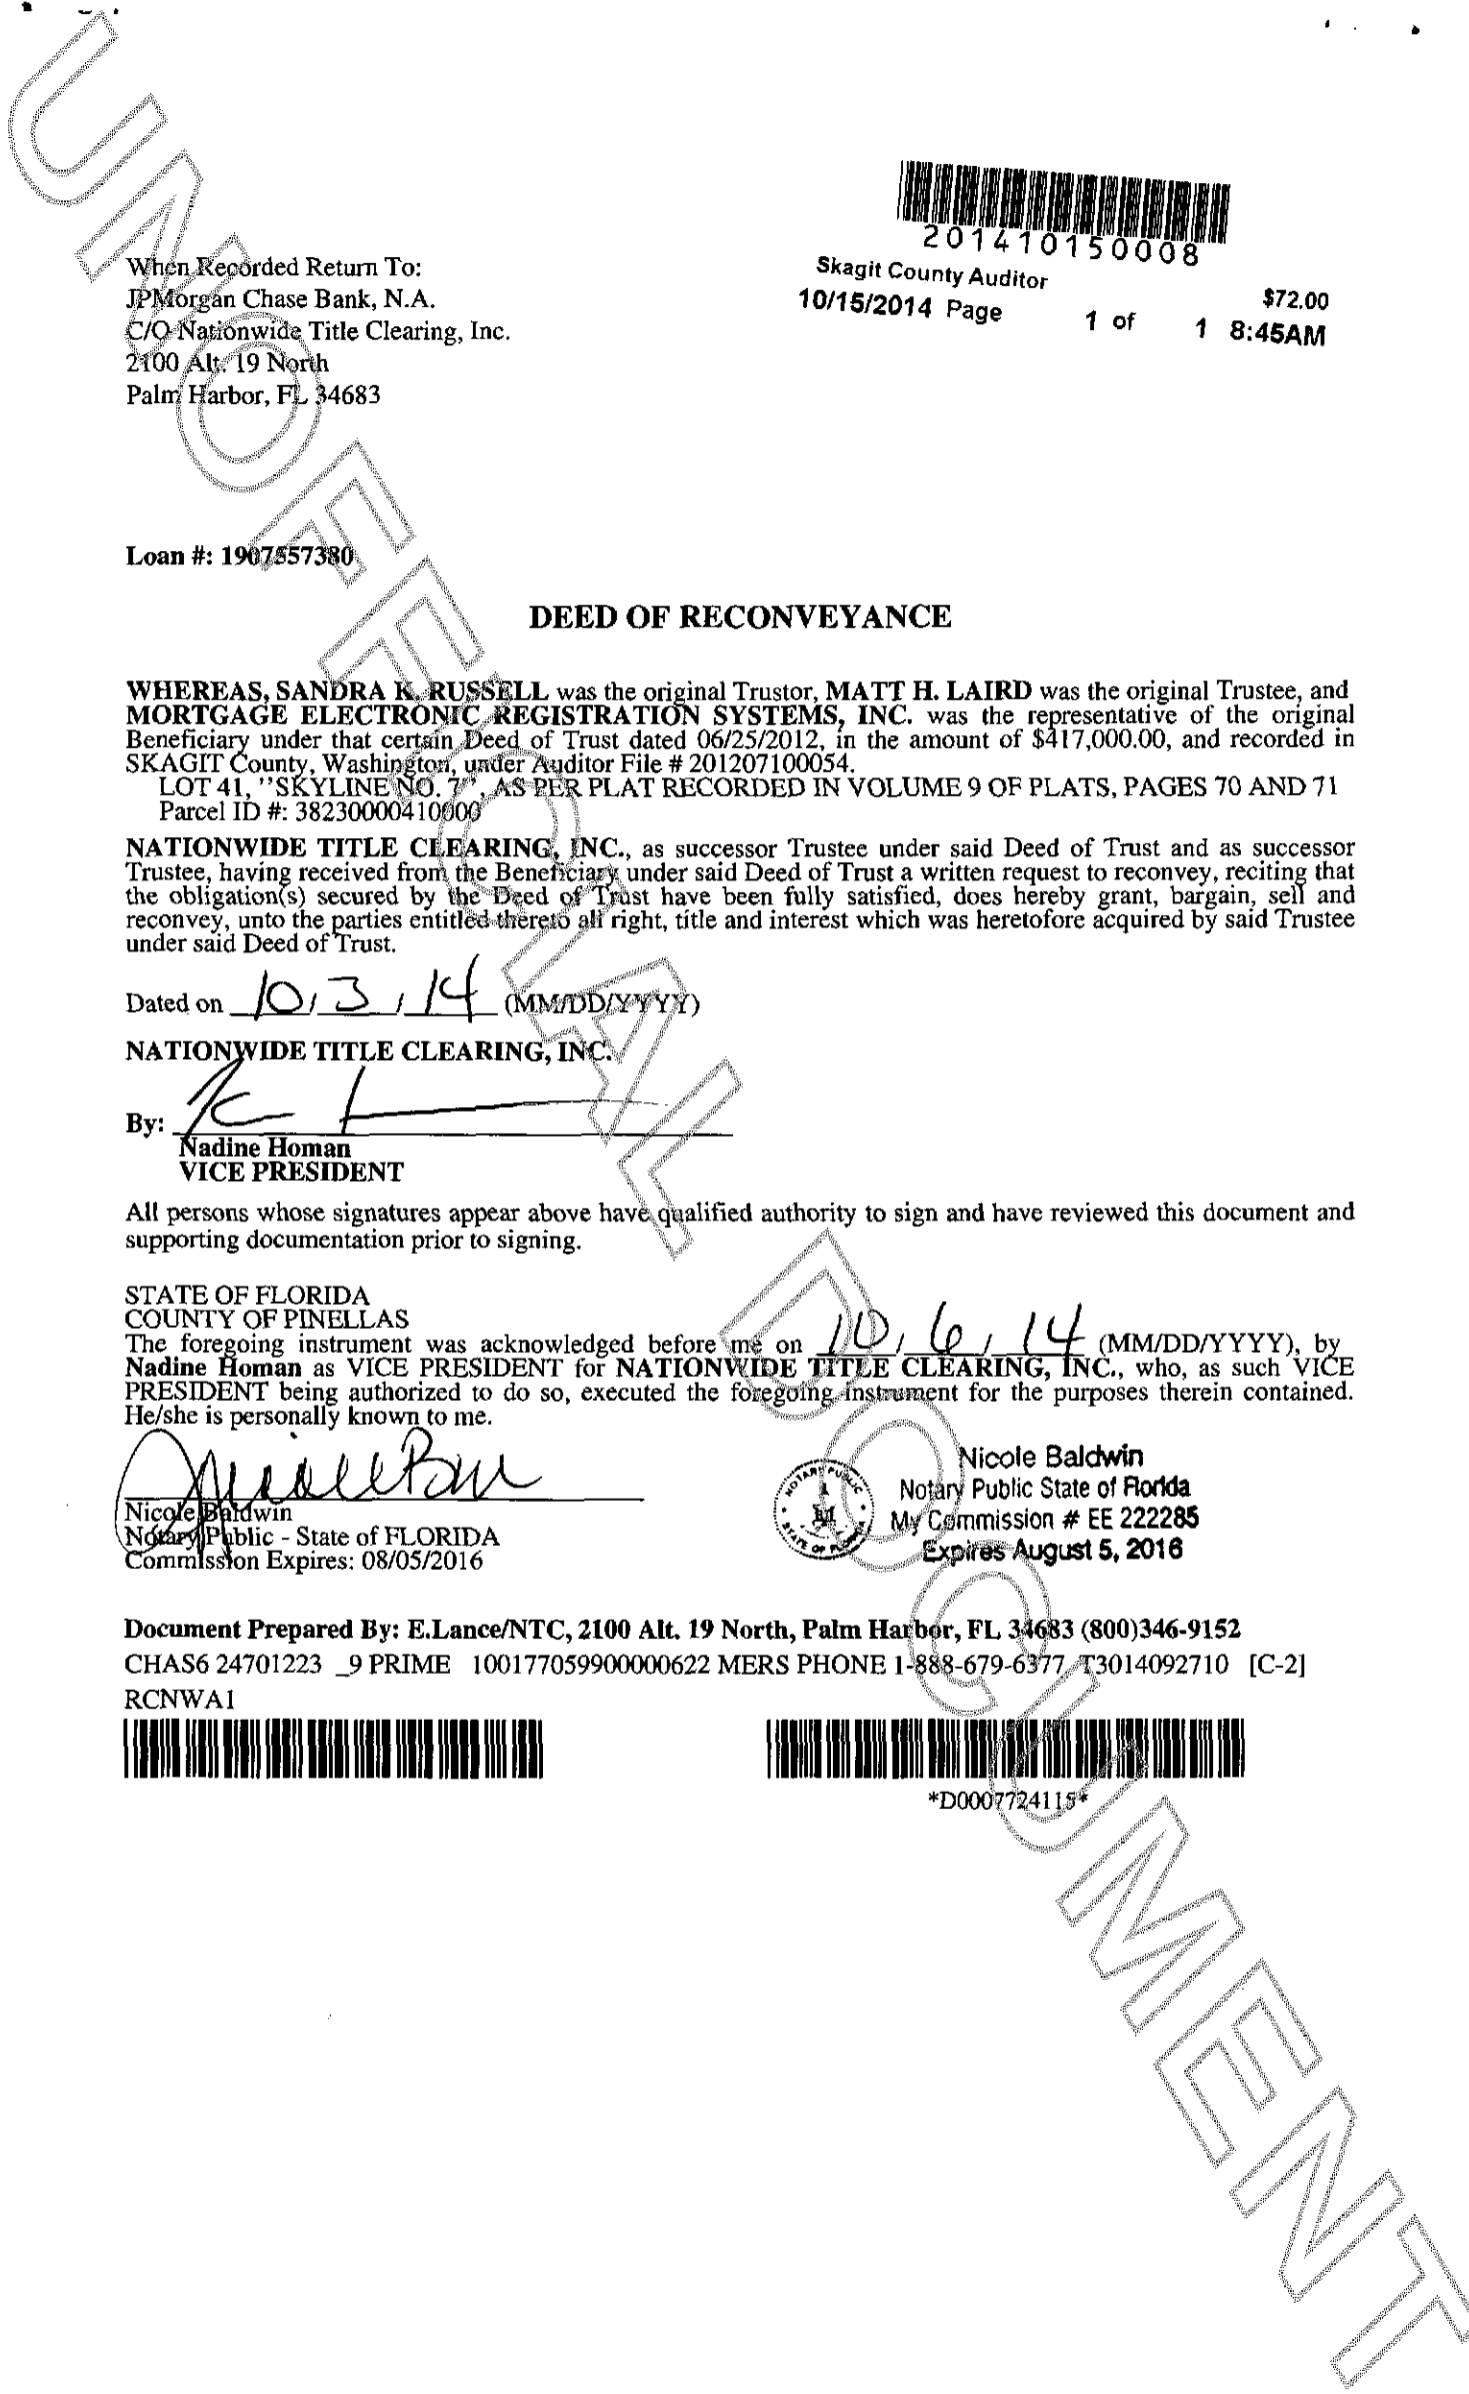 201410150008
Skagit County Auditor
$72.00
10/15/2014 Page 1 of 1 8:45AM
When Recorded Return To:
JPMorgan Chase Bank, N.A.
C/O Nationwide Title Clearing, Inc.
2100 Alt. 19 North
Palm Harbor, FL 34683
Loan #: 1907557380
DEED OF RECONVEYANCE
WHEREAS, SANDRA K. RUSSELL was the original Trustor, MATT H. LAIRD was the original Trustee, and
MORTGAGE ELECTRONIC REGISTRATION SYSTEMS, INC. was the representative of the original
Beneficiary under that certain Deed of Trust dated 06/25/2012, in the amount of $417,000.00, and recorded in
SKAGIT County, Washington, under Auditor File # 201207100054.
LOT 41, "SKYLINE NO. 7", AS PER PLAT RECORDED IN VOLUME 9 OF PLATS, PAGES 70 AND 71
Parcel ID #: 38230000410000
NATIONWIDE TITLE CLEARING, INC., as successor Trustee under said Deed of Trust and as successor
Trustee, having received from the Beneficiary under said Deed of Trust a written request to reconvey, reciting that
the obligation(s) secured by the Deed of Trust have been fully satisfied, does hereby grant, bargain, sell and
reconvey, unto the parties entitled thereto all right, title and interest which was heretofore acquired by said Trustee
under said Deed of Trust.
Dated on 10/3/14 (MM/DD/YYYY)
NATIONWIDE TITLE CLEARING, INC.
By:
Nadine Homan
VICE PRESIDENT
All persons whose signatures appear above have qualified authority to sign and have reviewed this document and
supporting documentation prior to signing.
STATE OF FLORIDA
COUNTY OF PINELLAS
The foregoing instrument was acknowledged before me on 10/6/14 (MM/DD/YYYY), by
Nadine Homan as VICE PRESIDENT for NATIONWIDE TITLE CLEARING, INC., who, as such VICE
PRESIDENT being authorized to do so, executed the foregoing instrument for the purposes therein contained.
He/she is personally known to me.
Nicole Baldwin
Notary Public - State of FLORIDA
Commission Expires: 08/05/2016
NOTARY PUBLIC
STATE OF FLORIDA
Nicole Baldwin
Notary Public State of Florida
My Commission # EE 222285
Expires August 5, 2016
Document Prepared By: E.Lance/NTC, 2100 Alt. 19 North, Palm Harbor, FL 34683 (800)346-9152
CHAS6 24701223 _9 PRIME 100177059900000622 MERS PHONE 1-888-679-6377 T3014092710 [C-2]
RCNWA1
*D0007724115*
UNOFFICIAL DOCUMENT